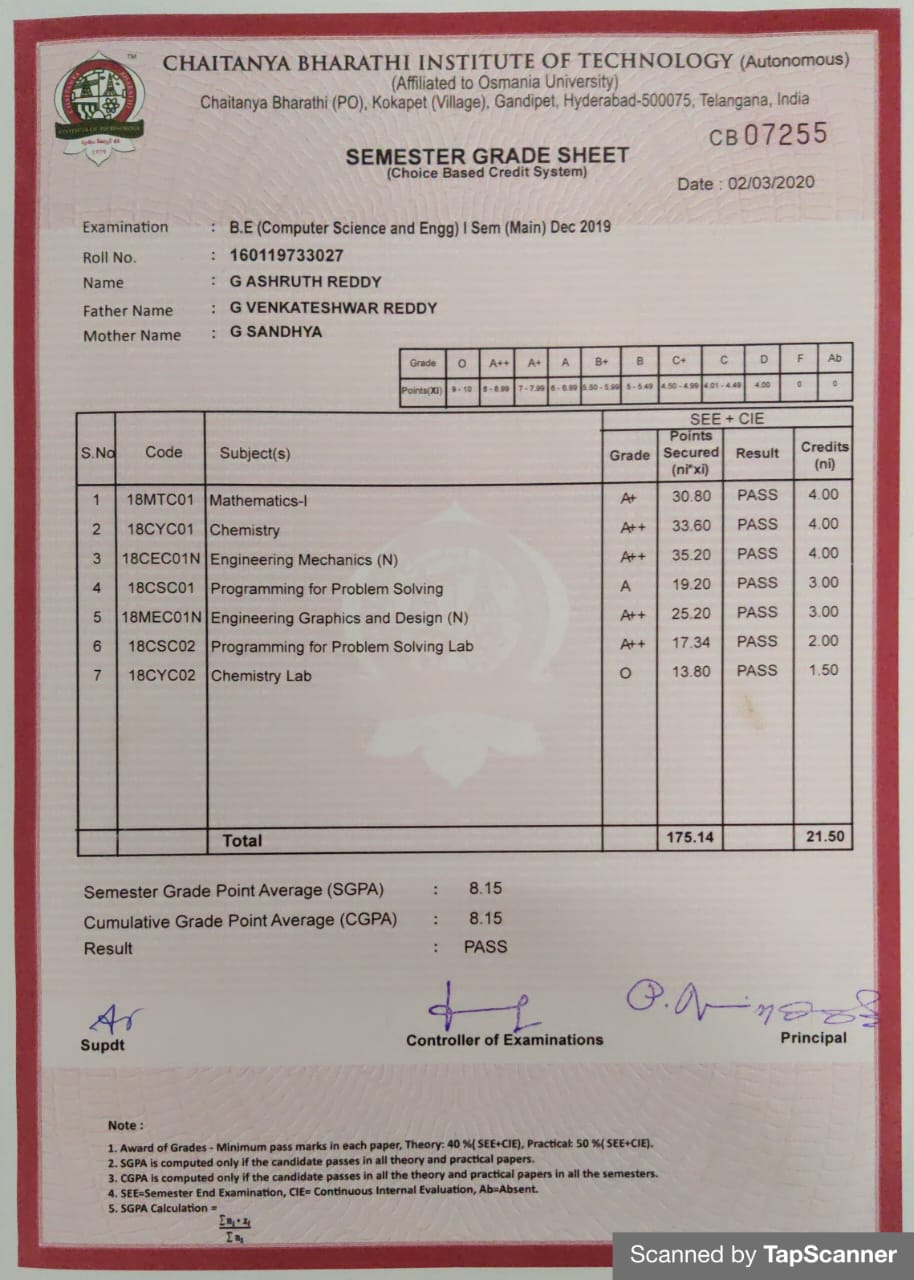 CHAITANYA BHARATHI INSTITUTE OF TECHNOLOGY (Autonomous)
(Affiliated to Osmania University)
Chaitanya Bharathi (PO), Kokapet (Village), Gandipet, Hyderabad-500075, Telangana, India
TM
1979
CB 07255
SEMESTER GRADE SHEET
(Choice Based Credit System)
Date : 02/03/2020
Examination : B.E (Computer Science and Engg) I Sem (Main) Dec 2019
Roll No. : 160119733027
Name : G ASHRUTH REDDY
Father Name : G VENKATESHWAR REDDY
Mother Name : G SANDHYA
Grade O A++ A+ A B+ B C+ C D F Ab
Points(Xi) 9 - 10 8 - 8.99 7 - 7.99 6 - 6.99 5.50 - 5.99 5 - 5.49 4.50 - 4.99 4.01 - 4.49 4.00 0 0
SEE + CIE
S.No Code Subject(s) Grade Points Secured (ni*xi) Result Credits (ni)
1 18MTC01 Mathematics-I A+ 30.80 PASS 4.00
2 18CYC01 Chemistry A++ 33.60 PASS 4.00
3 18CEC01N Engineering Mechanics (N) A++ 35.20 PASS 4.00
4 18CSC01 Programming for Problem Solving A 19.20 PASS 3.00
5 18MEC01N Engineering Graphics and Design (N) A++ 25.20 PASS 3.00
6 18CSC02 Programming for Problem Solving Lab A++ 17.34 PASS 2.00
7 18CYC02 Chemistry Lab O 13.80 PASS 1.50
Total 175.14 21.50
Semester Grade Point Average (SGPA) : 8.15
Cumulative Grade Point Average (CGPA) : 8.15
Result : PASS
Supdt Controller of Examinations Principal
Note :
1. Award of Grades - Minimum pass marks in each paper, Theory: 40 %( SEE+CIE), Practical: 50 %( SEE+CIE).
2. SGPA is computed only if the candidate passes in all theory and practical papers.
3. CGPA is computed only if the candidate passes in all the theory and practical papers in all the semesters.
4. SEE=Semester End Examination, CIE= Continuous Internal Evaluation, Ab=Absent.
5. SGPA Calculation =
Σnᵢ * xᵢ
Σnᵢ
Scanned by TapScanner